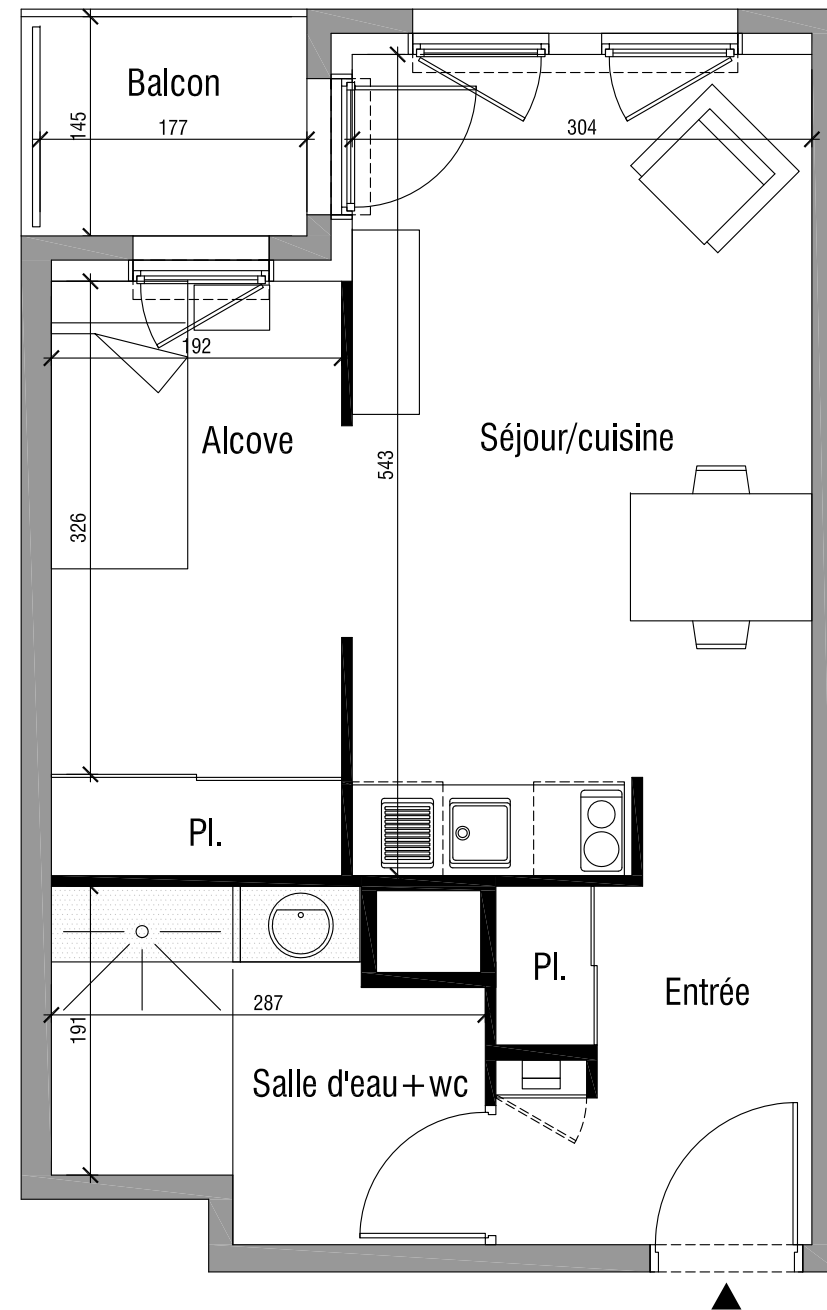 Balcon
145
177
304
192
Alcove
Séjour/cuisine
543
326
Pl.
Pl.
Entrée
287
191
Salle d'eau+wc